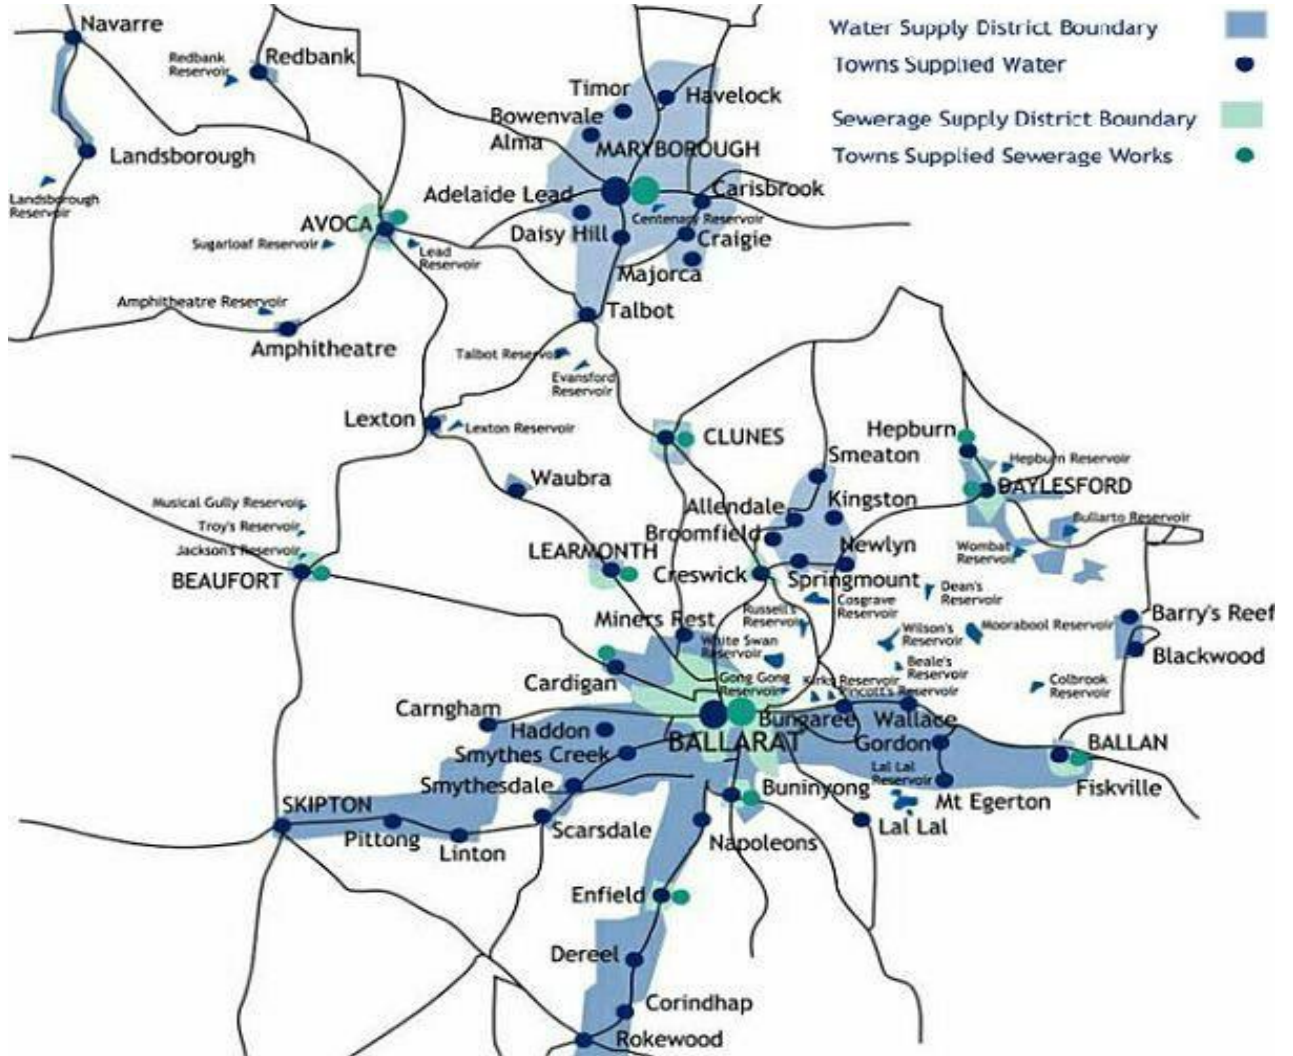 Navarre
Redbank
Reservoir
Redbank
Water Supply District Boundary
Towns Supplied Water
Sewerage Supply District Boundary
Towns Supplied Sewerage Works
Timor
Havelock
Bowenvale
Alma
MARYBOROUGH
Landsborough
Landsborough
Reservoir
Adelaide Lead
Carisbrook
Centenary Reservoir
AVOCA
Sugarloaf Reservoir
Lead
Reservoir
Daisy Hill
Craigie
Majorca
Amphitheatre Reservoir
Talbot
Amphitheatre
Talbot Reservoir
Evansford
Reservoir
Lexton
Lexton Reservoir
CLUNES
Hepburn
Smeaton
Hepburn Reservoir
Waubra
DAYLESFORD
Musical Gully Reservoir
Troy's Reservoir
Jackson's Reservoir
BEAUFORT
Allendale
Kingston
Broomfield
Bullarto Reservoir
Newlyn
Wombat
Reservoir
LEARMONTH
Creswick
Springmount
Dean's
Reservoir
Cosgrave
Reservoir
Russell's
Reservoir
Miners Rest
Wilson's
Reservoir
Moorabool Reservoir
Barry's Reef
Blackwood
White Swan
Reservoir
Beale's
Reservoir
Colbrook
Reservoir
Cardigan
Gong Gong
Reservoir
Kirks Reservoir
Pincott's Reservoir
Carngham
Haddon
Bungaree
Wallace
BALLARAT
Gordon
BALLAN
Smythes Creek
Lal Lal
Reservoir
Smythesdale
Buninyong
Mt Egerton
Fiskville
SKIPTON
Pittong
Linton
Scarsdale
Napoleons
Lal Lal
Enfield
Dereel
Corindhap
Rokewood